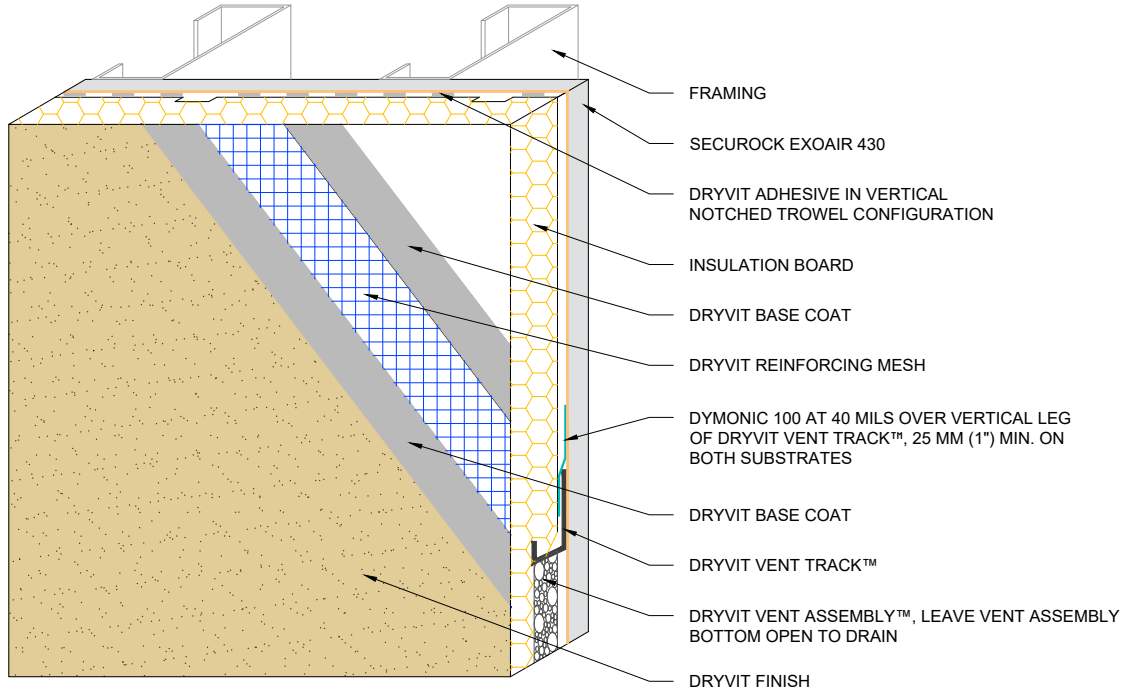 FRAMING
SECUROCK EXOAIR 430
DRYVIT ADHESIVE IN VERTICAL
NOTCHED TROWEL CONFIGURATION
INSULATION BOARD
DRYVIT BASE COAT
DRYVIT REINFORCING MESH
DYMONIC 100 AT 40 MILS OVER VERTICAL LEG
OF DRYVIT VENT TRACK™, 25 MM (1") MIN. ON
BOTH SUBSTRATES
DRYVIT BASE COAT
DRYVIT VENT TRACK™
DRYVIT VENT ASSEMBLY™, LEAVE VENT ASSEMBLY
BOTTOM OPEN TO DRAIN
DRYVIT FINISH